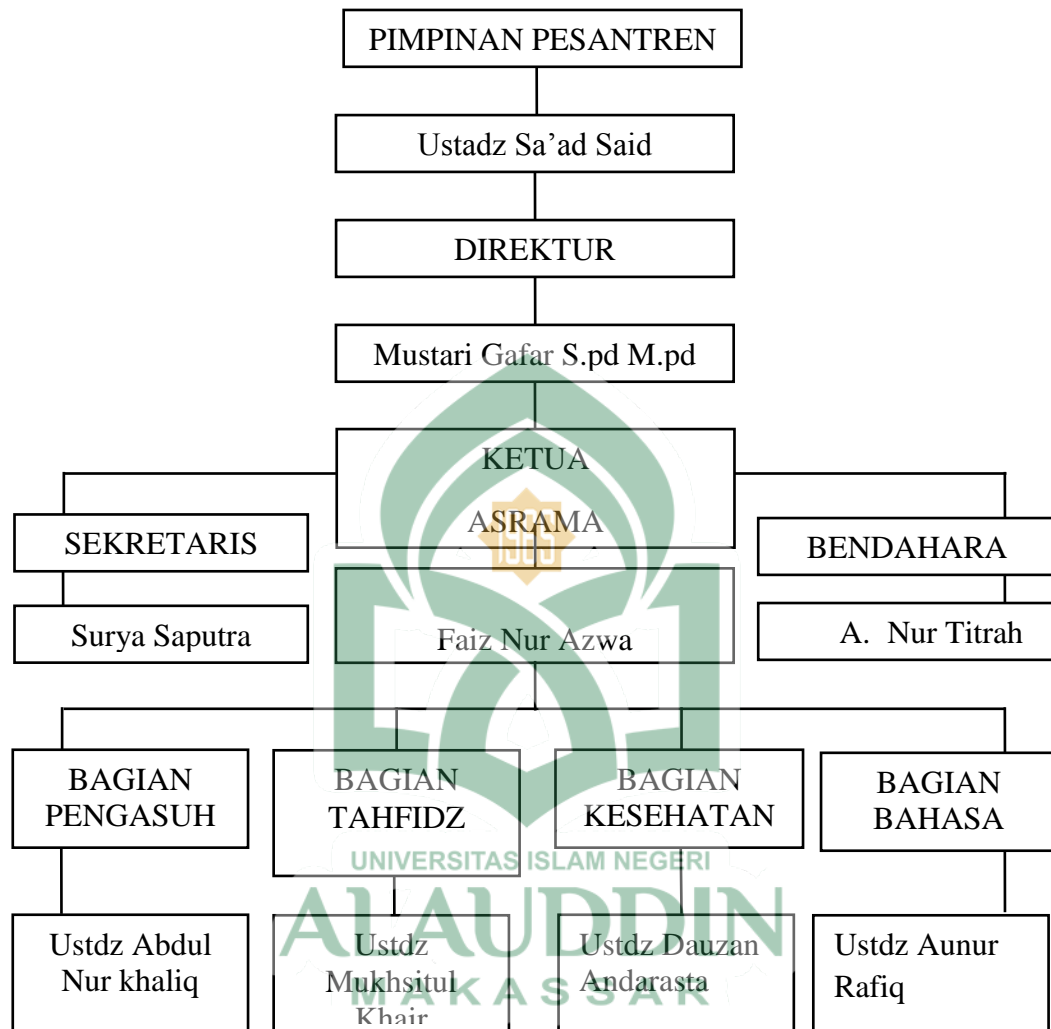 PIMPINAN PESANTREN
Ustadz Sa’ad Said
DIREKTUR
Mustari Gafar S.pd M.pd
KETUA
ASRAMA
SEKRETARIS
BENDAHARA
Surya Saputra
Faiz Nur Azwa
A. Nur Titrah
BAGIAN
PENGASUH
BAGIAN
TAHFIDZ
BAGIAN
KESEHATAN
BAGIAN
BAHASA
Ustdz Abdul
Nur khaliq
Ustdz
Mukhsitul
Khair
Ustdz Dauzan
Andarasta
Ustdz Aunur
Rafiq
1965
UNIVERSITAS ISLAM NEGERI
ALAUDDIN
MAKASSAR